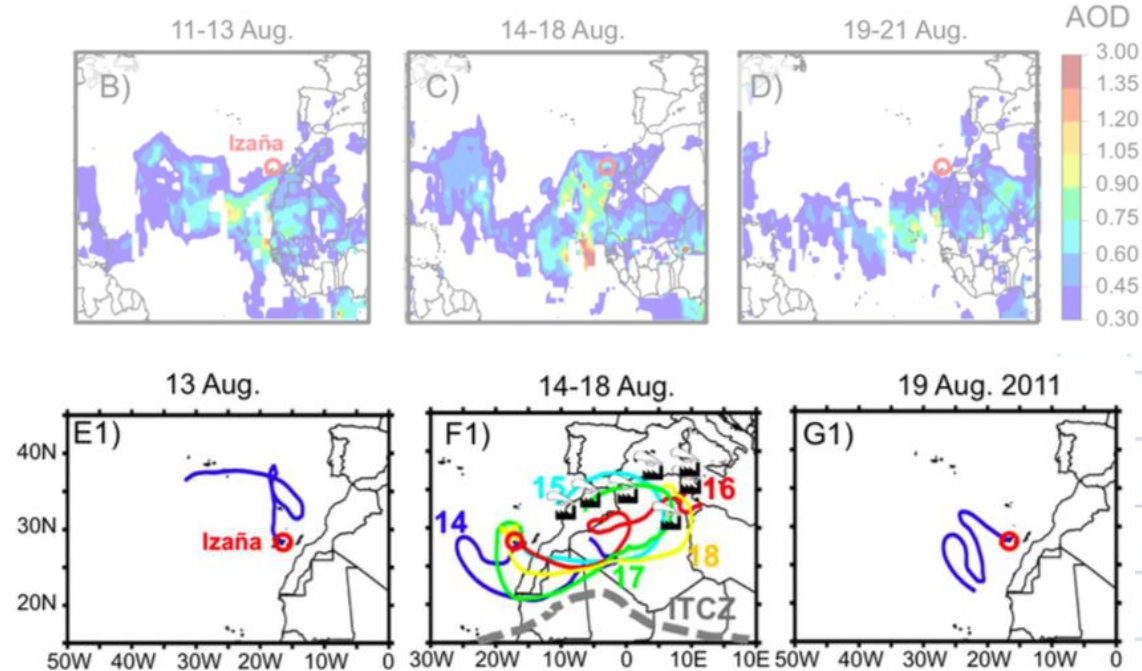 11-13 Aug.
14-18 Aug.
19-21 Aug.
AOD
B)
Izaña
C)
D)
3.00
1.35
1.20
1.05
0.90
0.75
0.60
0.45
0.30
13 Aug.
14-18 Aug.
19 Aug. 2011
E1)
F1)
G1)
40N
30N
20N
Izaña
15
16
14
18
17
ITCZ
50W 40W 30W 20W 10W 0
30W 20W 10W 0 10E 10E
50W 40W 30W 20W 10W 0